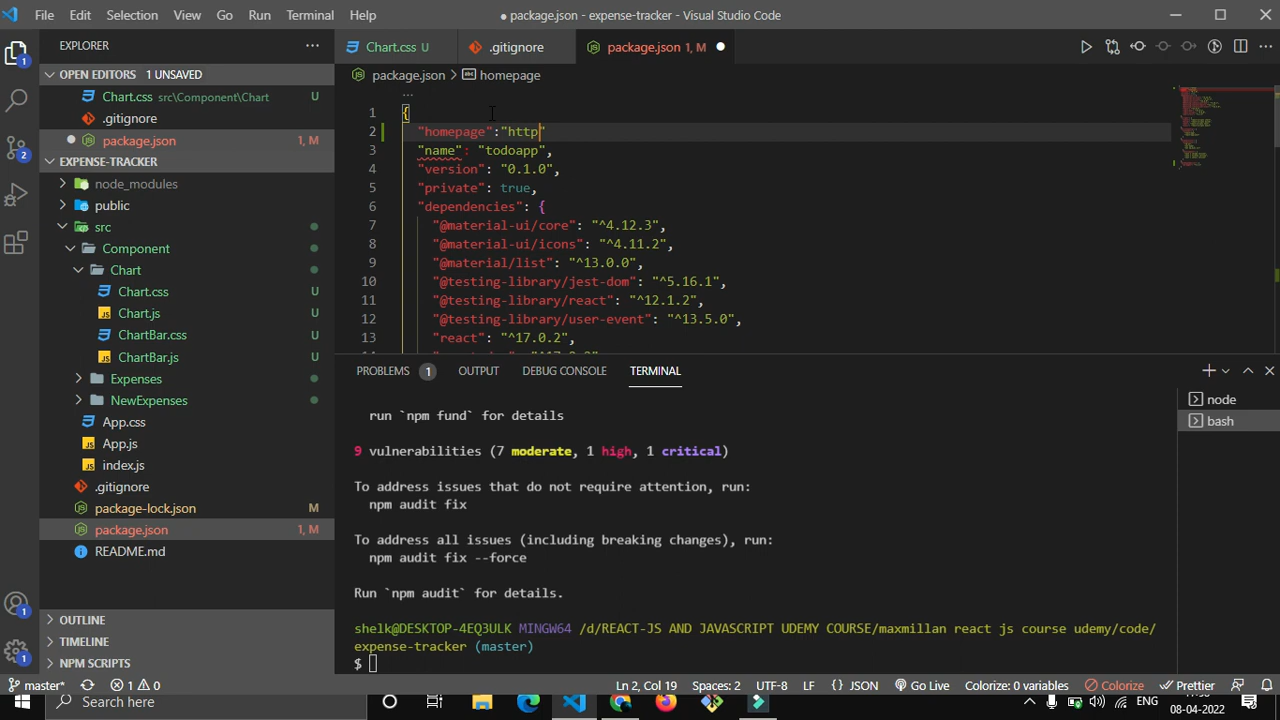 File Edit Selection View Go Run Terminal Help
● package.json - expense-tracker - Visual Studio Code
EXPLORER
OPEN EDITORS 1 UNSAVED
Chart.css src\Component\Chart U
.gitignore
package.json 1, M
EXPENSE-TRACKER
node_modules
public
src
Component
Chart
Chart.css U
Chart.js U
ChartBar.css U
ChartBar.js U
Expenses
NewExpenses
App.css
App.js
index.js
.gitignore
package-lock.json M
package.json 1, M
README.md
OUTLINE
TIMELINE
NPM SCRIPTS
Chart.css U
.gitignore
package.json 1, M
package.json > homepage
...
1 {
2 "homepage":"http"
3 "name": "todoapp",
4 "version": "0.1.0",
5 "private": true,
6 "dependencies": {
7 "@material-ui/core": "^4.12.3",
8 "@material-ui/icons": "^4.11.2",
9 "@material/list": "^13.0.0",
10 "@testing-library/jest-dom": "^5.16.1",
11 "@testing-library/react": "^12.1.2",
12 "@testing-library/user-event": "^13.5.0",
13 "react": "^17.0.2",
PROBLEMS 1 OUTPUT DEBUG CONSOLE TERMINAL
run `npm fund` for details
9 vulnerabilities (7 moderate, 1 high, 1 critical)
To address issues that do not require attention, run:
npm audit fix
To address all issues (including breaking changes), run:
npm audit fix --force
Run `npm audit` for details.
shelk@DESKTOP-4EQ3ULK MINGW64 /d/REACT-JS AND JAVASCRIPT UDEMY COURSE/maxmillan react js course udemy/code/
expense-tracker (master)
$
node
bash
master* 1 0
Ln 2, Col 19 Spaces: 2 UTF-8 LF {} JSON Go Live Colorize: 0 variables Colorize Prettier
Search here
ENG
08-04-2022